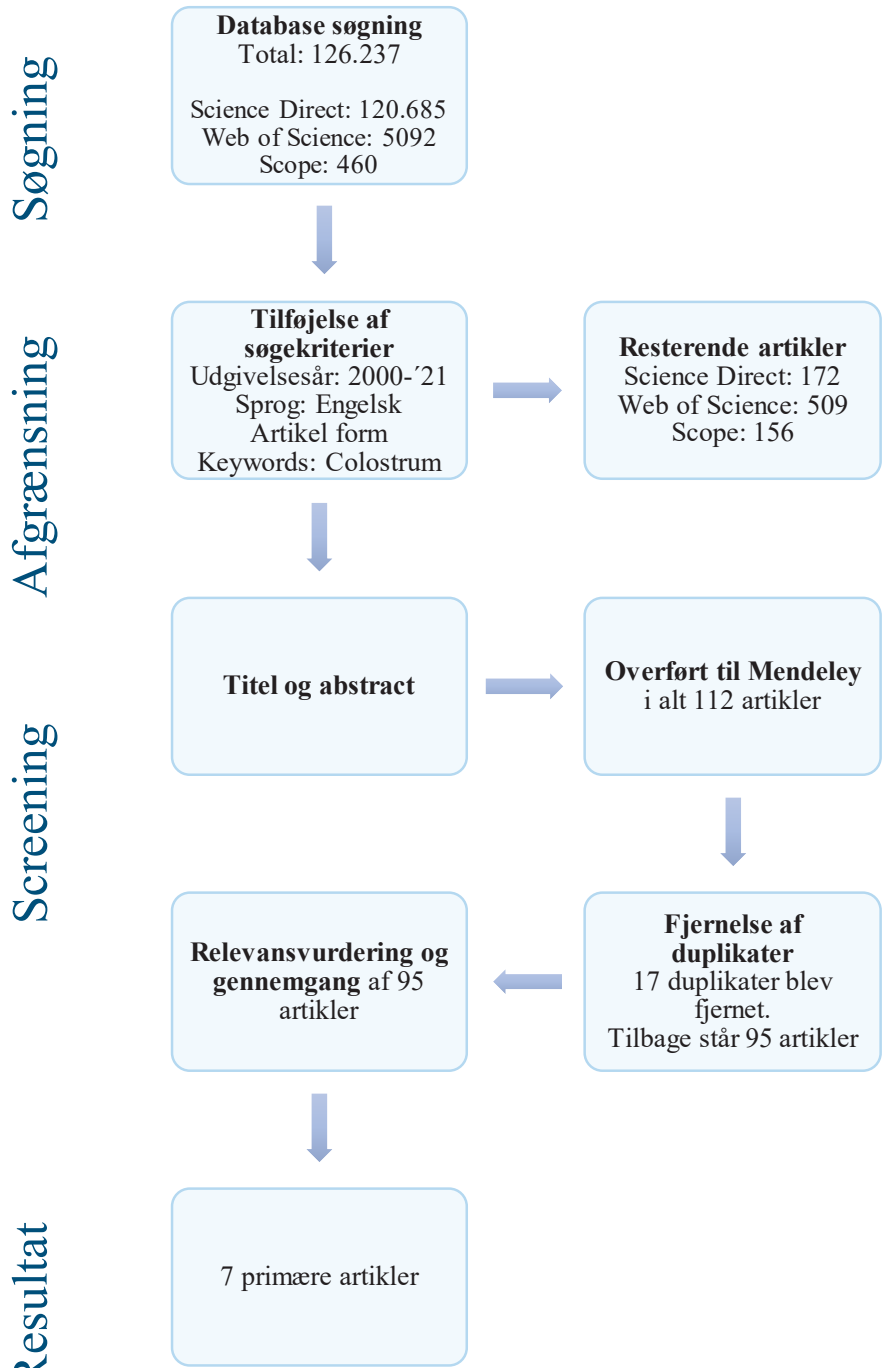 Søgning
Database søgning
Total: 126.237
Science Direct: 120.685
Web of Science: 5092
Scope: 460
Afgrænsning
Tilføjelse af
søgekriterier
Udgivelsesår: 2000-´21
Sprog: Engelsk
Artikel form
Keywords: Colostrum
Resterende artikler
Science Direct: 172
Web of Science: 509
Scope: 156
Screening
Titel og abstract
Overført til Mendeley
i alt 112 artikler
Fjernelse af
duplikater
17 duplikater blev
fjernet.
Tilbage står 95 artikler
Relevansvurdering og
gennemgang af 95
artikler
Resultat
7 primære artikler